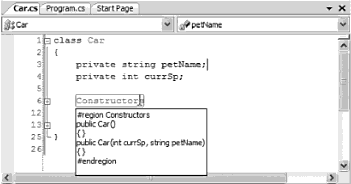 Car.cs Program.cs Start Page
Car petName
1 class Car
2 {
3 private string petName;
4 private int currSp;
5
6 Constructors
12
13
25 }
26
#region Constructors
public Car()
{}
public Car(int currSp, string petName)
{}
#endregion